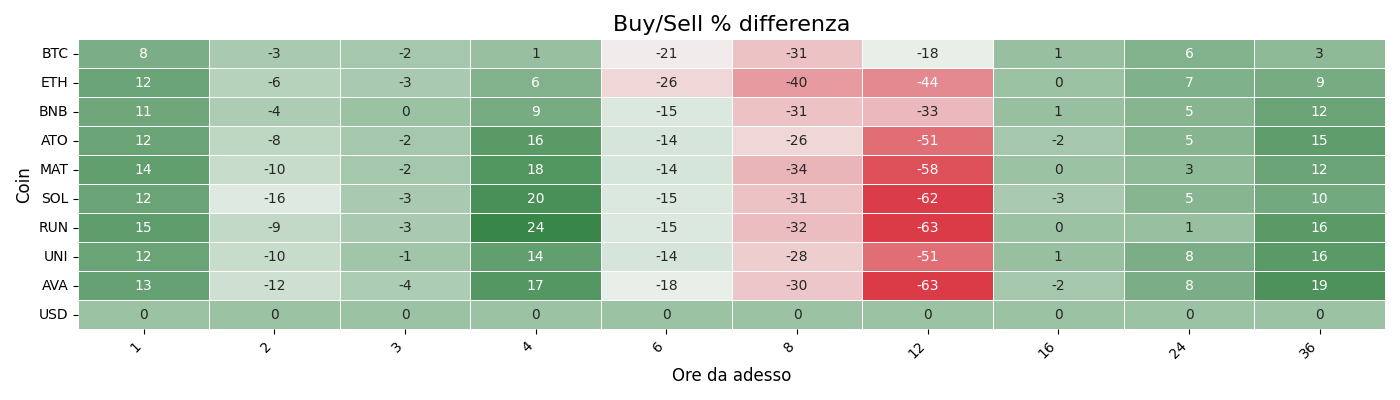 Buy/Sell % differenza
Coin
BTC 8 -3 -2 1 -21 -31 -18 1 6 3
ETH 12 -6 -3 6 -26 -40 -44 0 7 9
BNB 11 -4 0 9 -15 -31 -33 1 5 12
ATO 12 -8 -2 16 -14 -26 -51 -2 5 15
MAT 14 -10 -2 18 -14 -34 -58 0 3 12
SOL 12 -16 -3 20 -15 -31 -62 -3 5 10
RUN 15 -9 -3 24 -15 -32 -63 0 1 16
UNI 12 -10 -1 14 -14 -28 -51 1 8 16
AVA 13 -12 -4 17 -18 -30 -63 -2 8 19
USD 0 0 0 0 0 0 0 0 0 0
1 2 3 4 6 8 12 16 24 36
Ore da adesso